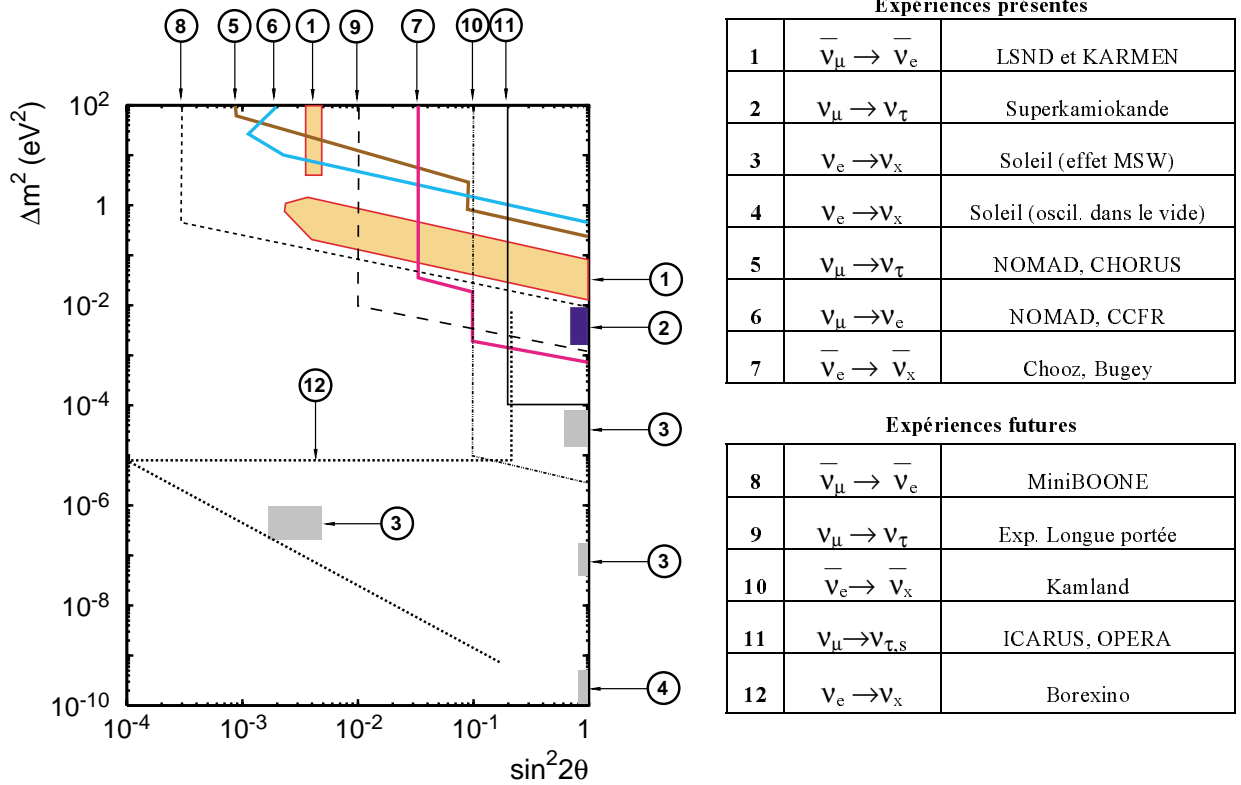 8 5 6 1 9 7 10 11
Δm² (eV²)
10²
1
10⁻²
10⁻⁴
10⁻⁶
10⁻⁸
10⁻¹⁰
1
2
12
3
3
3
4
10⁻⁴ 10⁻³ 10⁻² 10⁻¹ 1
sin²2θ
Expériences présentes
1 ν̅μ → ν̅e LSND et KARMEN
2 νμ → ντ Superkamiokande
3 νe →νx Soleil (effet MSW)
4 νe →νx Soleil (oscil. dans le vide)
5 νμ →ντ NOMAD, CHORUS
6 νμ →νe NOMAD, CCFR
7 ν̅e → ν̅x Chooz, Bugey
Expériences futures
8 ν̅μ → ν̅e MiniBOONE
9 νμ → ντ Exp. Longue portée
10 ν̅e → ν̅x Kamland
11 νμ→ντ,s ICARUS, OPERA
12 νe →νx Borexino